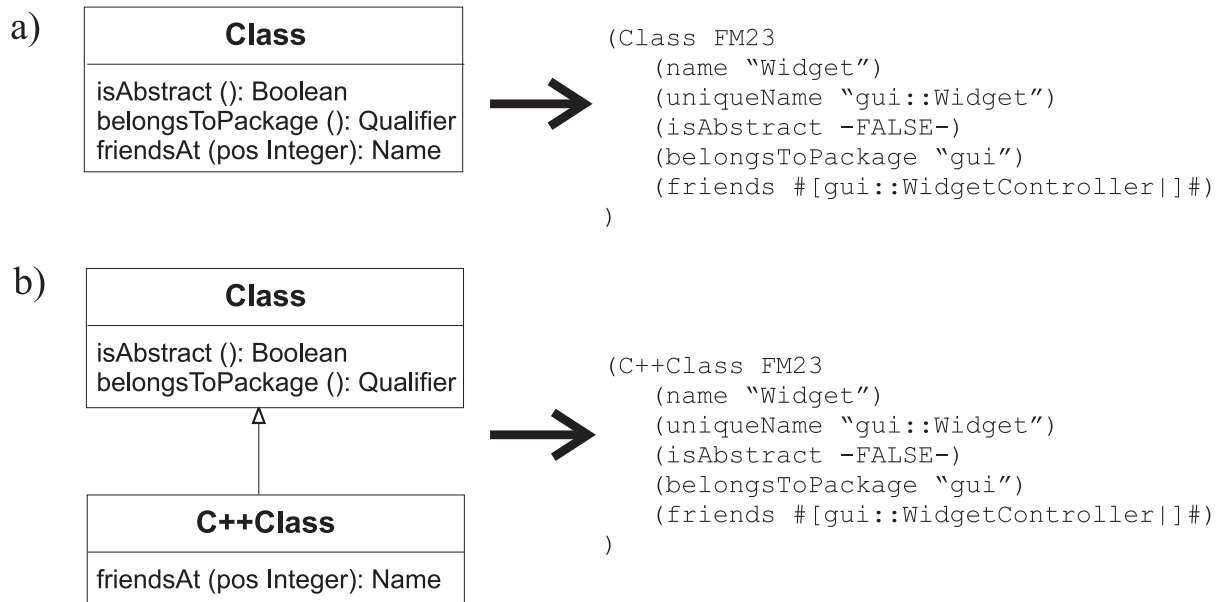 a)
Class
isAbstract (): Boolean
belongsToPackage (): Qualifier
friendsAt (pos Integer): Name
(Class FM23
(name “Widget”)
(uniqueName “gui::Widget”)
(isAbstract -FALSE-)
(belongsToPackage “gui”)
(friends #[gui::WidgetController|]#)
)
b)
Class
isAbstract (): Boolean
belongsToPackage (): Qualifier
C++Class
friendsAt (pos Integer): Name
(C++Class FM23
(name “Widget”)
(uniqueName “gui::Widget”)
(isAbstract -FALSE-)
(belongsToPackage “gui”)
(friends #[gui::WidgetController|]#)
)